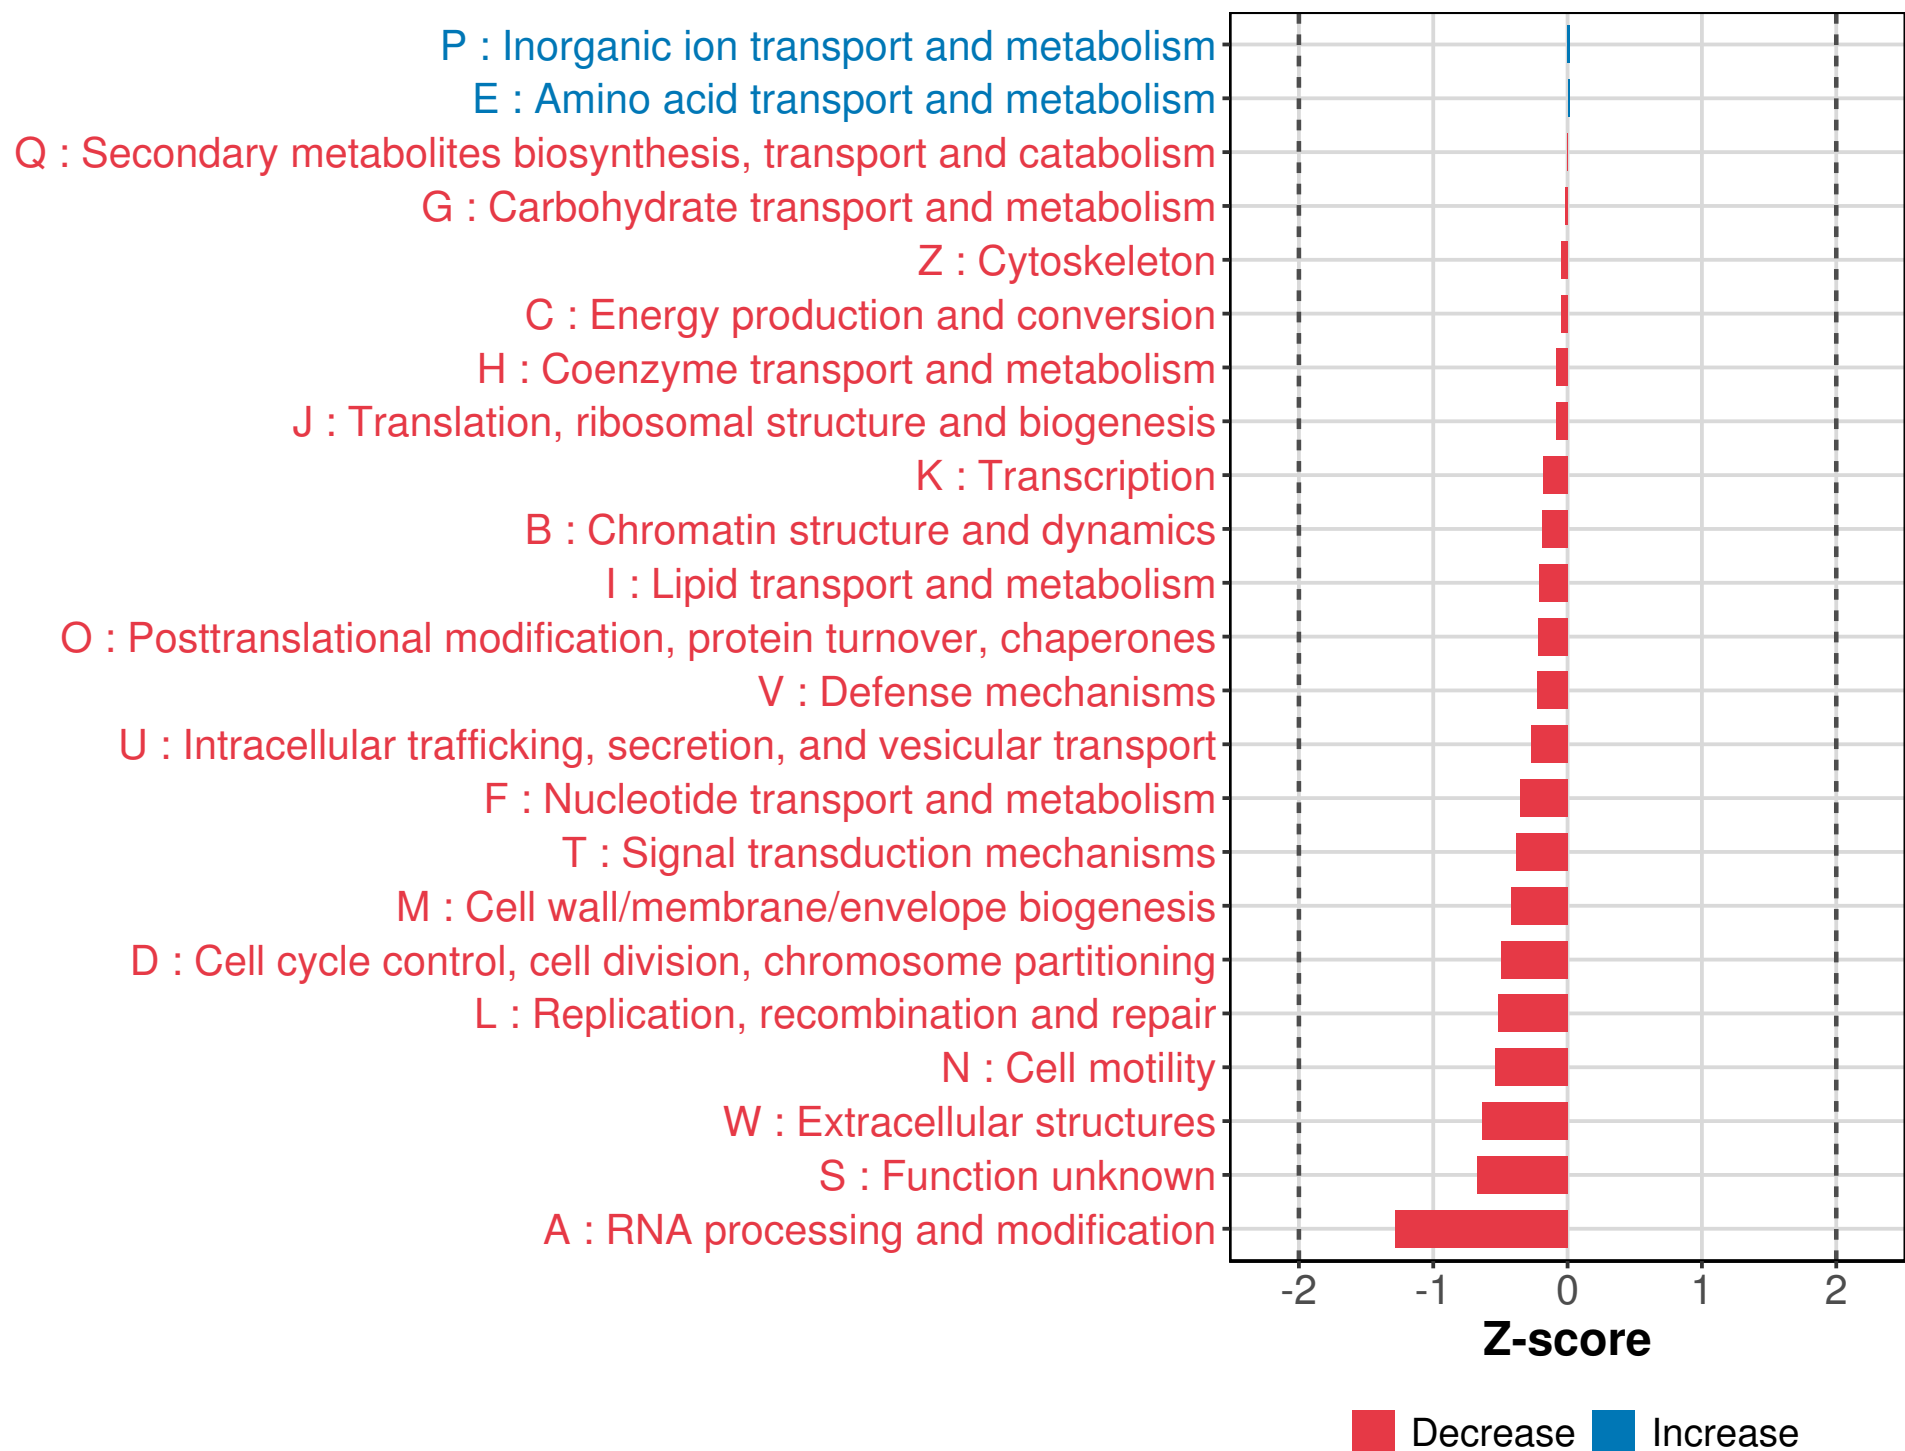 P : Inorganic ion transport and metabolism
E : Amino acid transport and metabolism
Q : Secondary metabolites biosynthesis, transport and catabolism
G : Carbohydrate transport and metabolism
Z : Cytoskeleton
C : Energy production and conversion
H : Coenzyme transport and metabolism
J : Translation, ribosomal structure and biogenesis
K : Transcription
B : Chromatin structure and dynamics
I : Lipid transport and metabolism
O : Posttranslational modification, protein turnover, chaperones
V : Defense mechanisms
U : Intracellular trafficking, secretion, and vesicular transport
F : Nucleotide transport and metabolism
T : Signal transduction mechanisms
M : Cell wall/membrane/envelope biogenesis
D : Cell cycle control, cell division, chromosome partitioning
L : Replication, recombination and repair
N : Cell motility
W : Extracellular structures
S : Function unknown
A : RNA processing and modification
-2 -1 0 1 2
Z-score
Decrease Increase